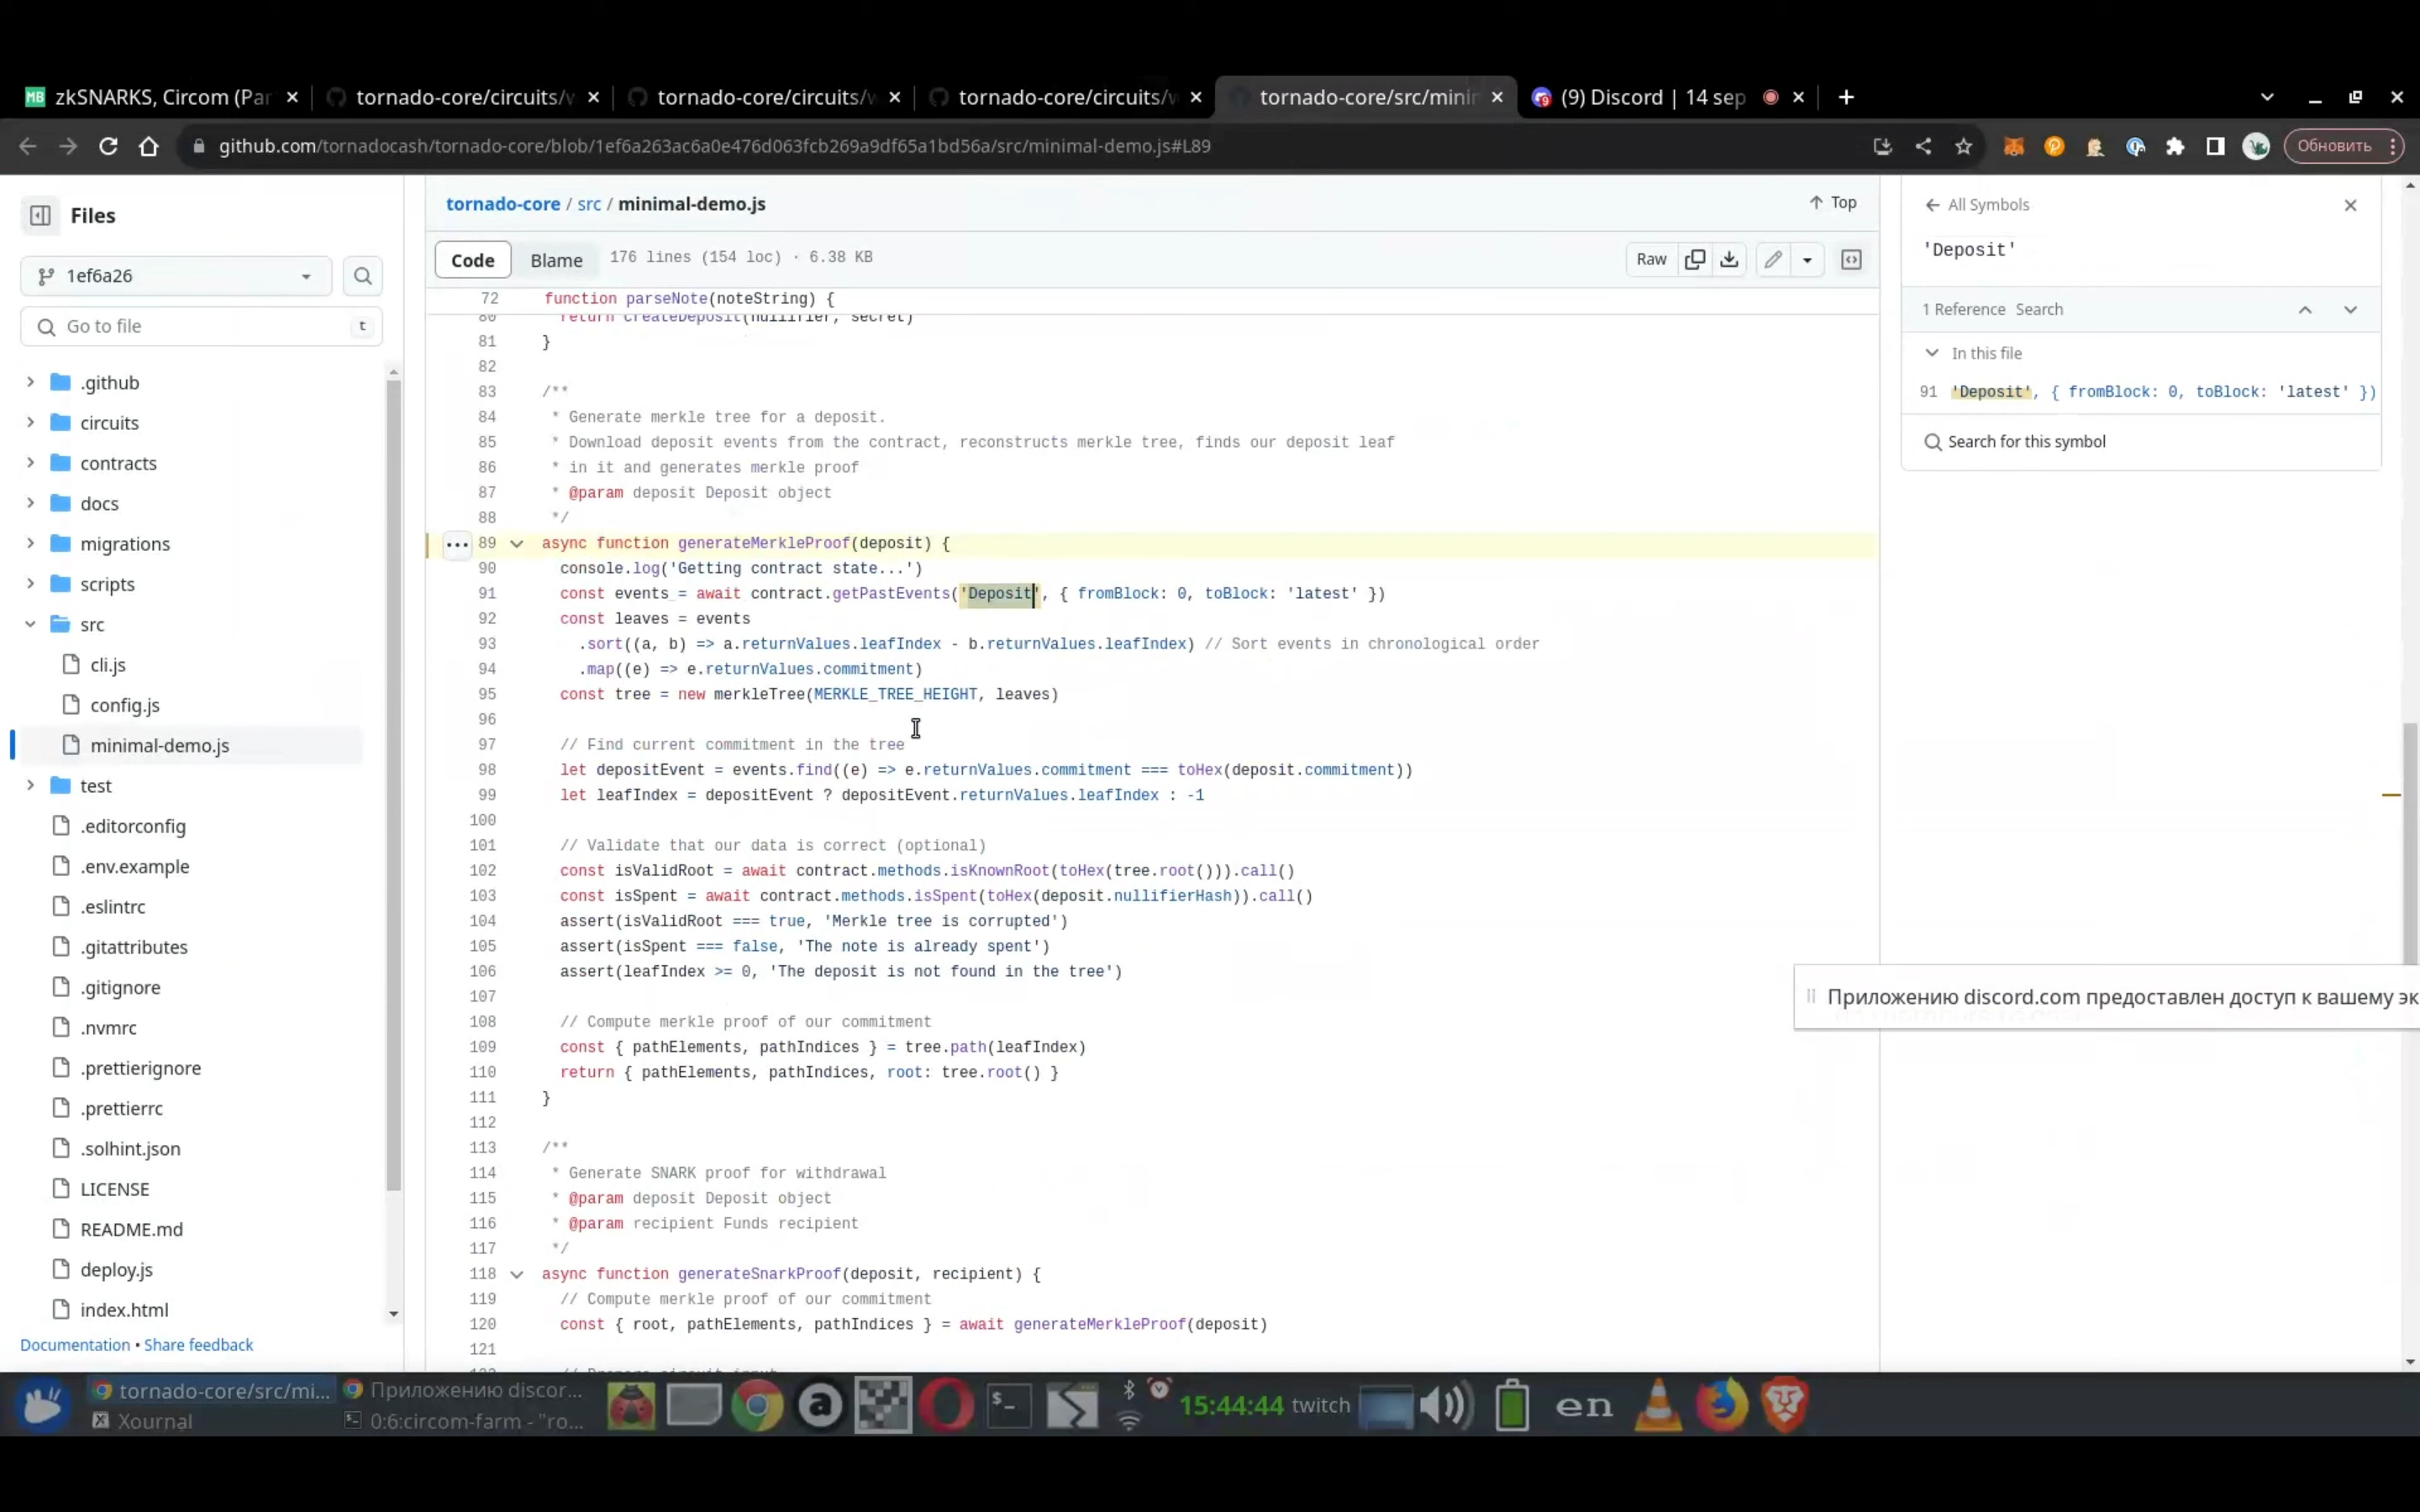 zkSNARKS, Circom (Par
tornado-core/circuits/w
tornado-core/circuits/w
tornado-core/circuits/w
tornado-core/src/minin
(9) Discord | 14 sep
github.com/tornadocash/tornado-core/blob/1ef6a263ac6a0e476d063fcb269a9df65a1bd56a/src/minimal-demo.js#L89
Обновить
Files
1ef6a26
Go to file
t
.github
circuits
contracts
docs
migrations
scripts
src
cli.js
config.js
minimal-demo.js
test
.editorconfig
.env.example
.eslintrc
.gitattributes
.gitignore
.nvmrc
.prettierignore
.prettierrc
.solhint.json
LICENSE
README.md
deploy.js
index.html
Documentation • Share feedback
tornado-core / src / minimal-demo.js
Top
Code Blame 176 lines (154 loc) · 6.38 KB
Raw
72 function parseNote(noteString) {
80 return createDeposit(nullifier, secret)
81 }
82
83 /**
84 * Generate merkle tree for a deposit.
85 * Download deposit events from the contract, reconstructs merkle tree, finds our deposit leaf
86 * in it and generates merkle proof
87 * @param deposit Deposit object
88 */
89 async function generateMerkleProof(deposit) {
90 console.log('Getting contract state...')
91 const events = await contract.getPastEvents('Deposit', { fromBlock: 0, toBlock: 'latest' })
92 const leaves = events
93 .sort((a, b) => a.returnValues.leafIndex - b.returnValues.leafIndex) // Sort events in chronological order
94 .map((e) => e.returnValues.commitment)
95 const tree = new merkleTree(MERKLE_TREE_HEIGHT, leaves)
96
97 // Find current commitment in the tree
98 let depositEvent = events.find((e) => e.returnValues.commitment === toHex(deposit.commitment))
99 let leafIndex = depositEvent ? depositEvent.returnValues.leafIndex : -1
100
101 // Validate that our data is correct (optional)
102 const isValidRoot = await contract.methods.isKnownRoot(toHex(tree.root())).call()
103 const isSpent = await contract.methods.isSpent(toHex(deposit.nullifierHash)).call()
104 assert(isValidRoot === true, 'Merkle tree is corrupted')
105 assert(isSpent === false, 'The note is already spent')
106 assert(leafIndex >= 0, 'The deposit is not found in the tree')
107
108 // Compute merkle proof of our commitment
109 const { pathElements, pathIndices } = tree.path(leafIndex)
110 return { pathElements, pathIndices, root: tree.root() }
111 }
112
113 /**
114 * Generate SNARK proof for withdrawal
115 * @param deposit Deposit object
116 * @param recipient Funds recipient
117 */
118 async function generateSnarkProof(deposit, recipient) {
119 // Compute merkle proof of our commitment
120 const { root, pathElements, pathIndices } = await generateMerkleProof(deposit)
121
All Symbols
'Deposit'
1 Reference Search
In this file
91 'Deposit', { fromBlock: 0, toBlock: 'latest' })
Search for this symbol
Приложению discord.com предоставлен доступ к вашему эк
tornado-core/src/mi...
Приложению discor...
Xournal
0:6:circom-farm - "ro...
15:44:44 twitch
en